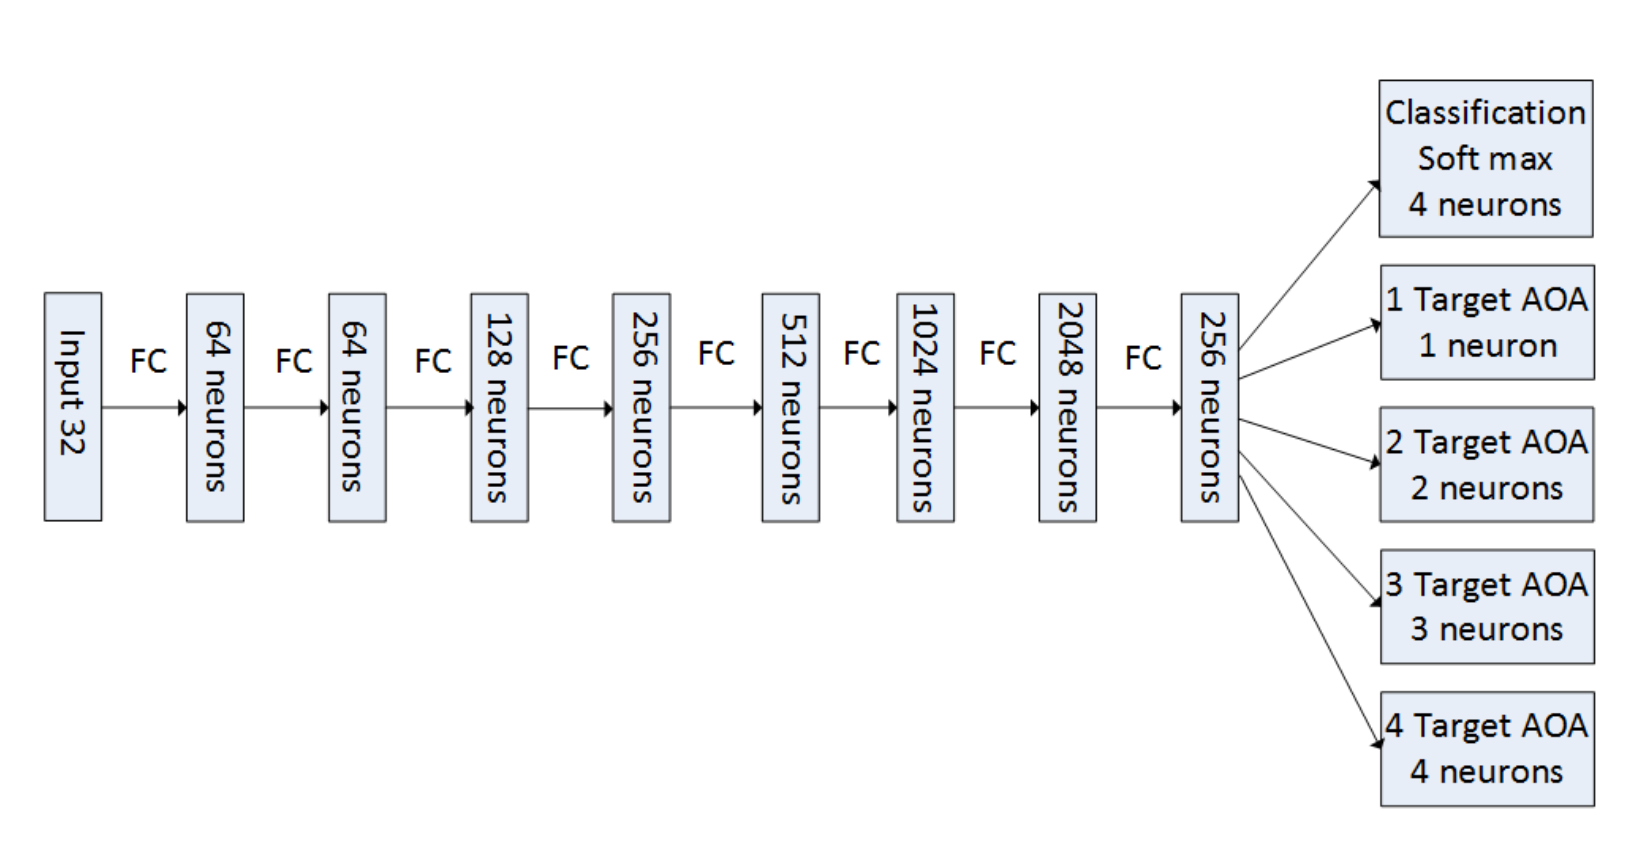 Input 32
FC
64 neurons
FC
64 neurons
FC
128 neurons
FC
256 neurons
FC
512 neurons
FC
1024 neurons
FC
2048 neurons
FC
256 neurons
Classification
Soft max
4 neurons
1 Target AOA
1 neuron
2 Target AOA
2 neurons
3 Target AOA
3 neurons
4 Target AOA
4 neurons